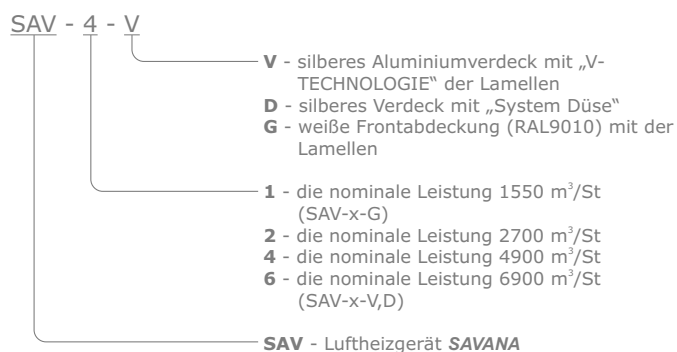 SAV - 4 - V
V - silberes Aluminiumverdeck mit „V-
TECHNOLOGIE“ der Lamellen
D - silberes Verdeck mit „System Düse“
G - weiße Frontabdeckung (RAL9010) mit der
Lamellen
1 - die nominale Leistung 1550 m³/St
(SAV-x-G)
2 - die nominale Leistung 2700 m³/St
4 - die nominale Leistung 4900 m³/St
6 - die nominale Leistung 6900 m³/St
(SAV-x-V,D)
SAV - Luftheizgerät SAVANA